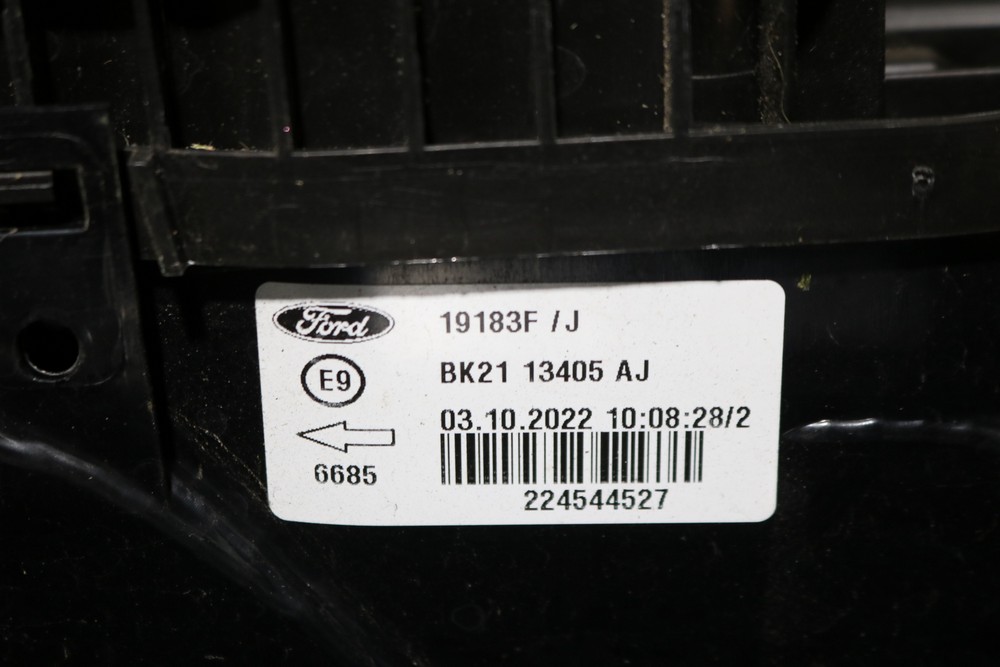 Ford
19183F /J
E9
BK21 13405 AJ
03.10.2022 10:08:28/2
6685
224544527